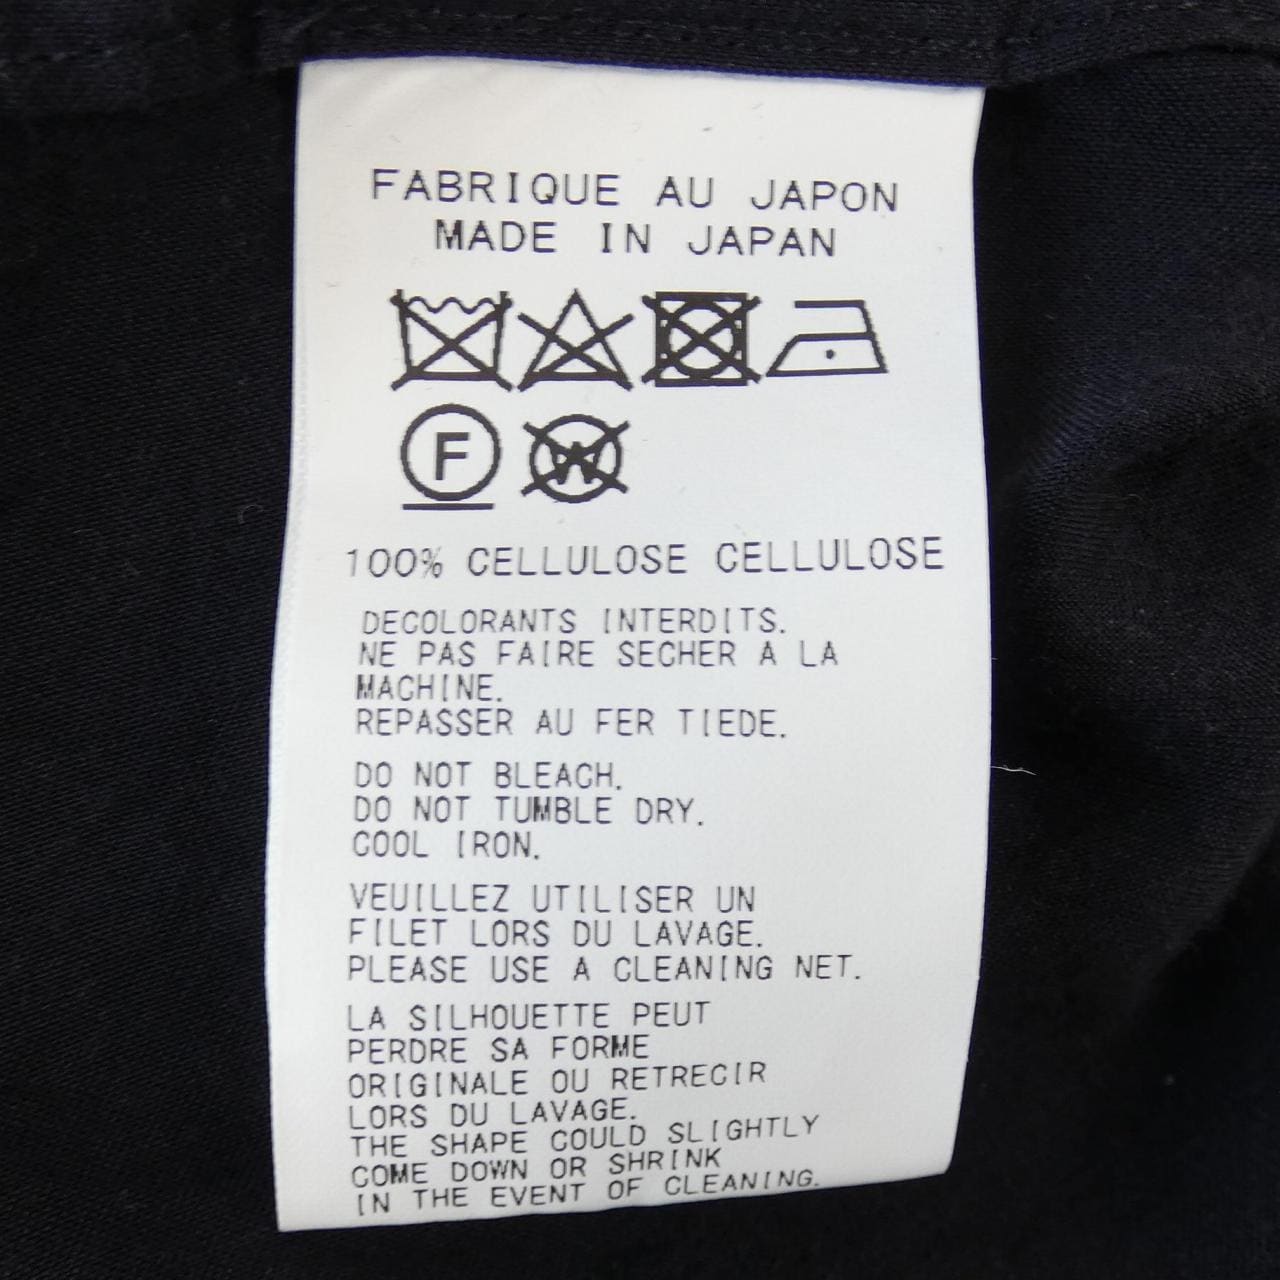 FABRIQUE AU JAPON
MADE IN JAPAN
F
W
100% CELLULOSE CELLULOSE
DECOLORANTS INTERDITS.
NE PAS FAIRE SECHER A LA
MACHINE.
REPASSER AU FER TIEDE.
DO NOT BLEACH.
DO NOT TUMBLE DRY.
COOL IRON.
VEUILLEZ UTILISER UN
FILET LORS DU LAVAGE.
PLEASE USE A CLEANING NET.
LA SILHOUETTE PEUT
PERDRE SA FORME
ORIGINALE OU RETRECIR
LORS DU LAVAGE.
THE SHAPE COULD SLIGHTLY
COME DOWN OR SHRINK
IN THE EVENT OF CLEANING.